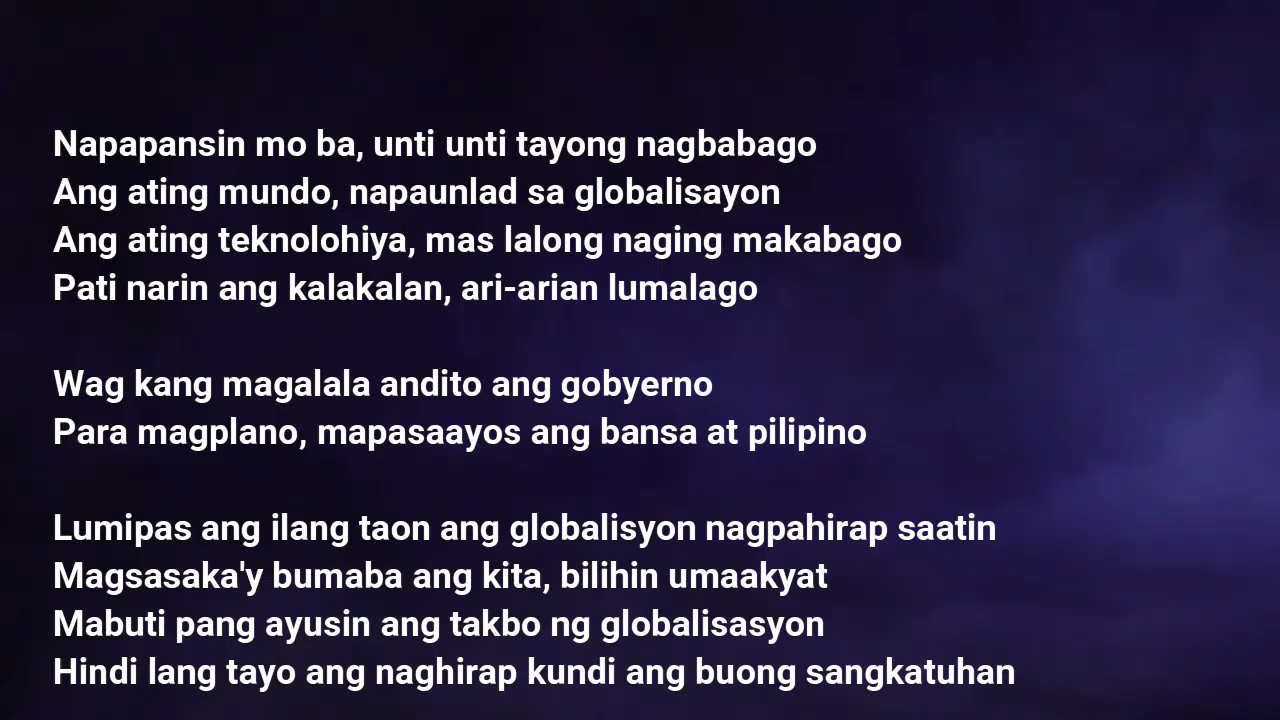 Napapansin mo ba, unti unti tayong nagbabago
Ang ating mundo, napaunlad sa globalisayon
Ang ating teknolohiya, mas lalong naging makabago
Pati narin ang kalakalan, ari-arian lumalago
Wag kang magalala andito ang gobyerno
Para magplano, mapasaayos ang bansa at pilipino
Lumipas ang ilang taon ang globalisyon nagpahirap saatin
Magsasaka'y bumaba ang kita, bilihin umaakyat
Mabuti pang ayusin ang takbo ng globalisasyon
Hindi lang tayo ang naghirap kundi ang buong sangkatuhan